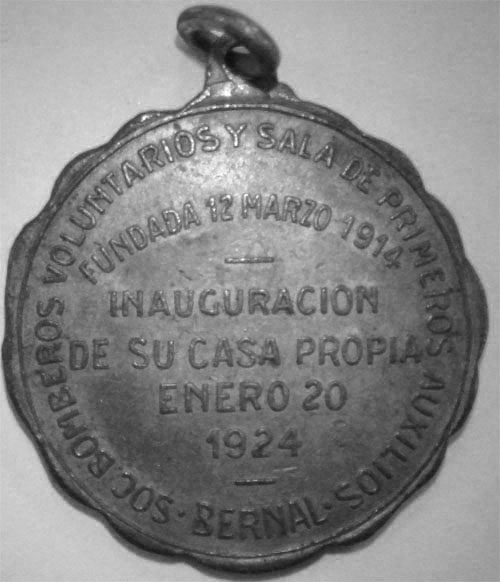 SOC BOMBEROS VOLUNTARIOS Y SALA DE PRIMEROS AUXILIOS
· BERNAL ·
FUNDADA 12 MARZO 1914
INAUGURACION
DE SU CASA PROPIA
ENERO 20
1924